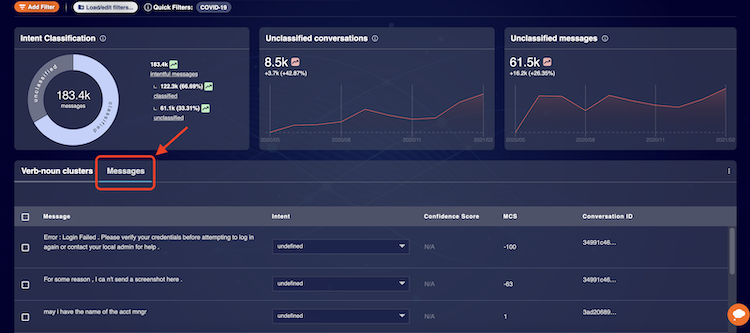 Add Filter
Load/edit filters...
Quick Filters:
COVID-19
Intent Classification
unclassified
classified
183.4k
messages
183.4k
intentful messages
122.3k (66.69%)
classified
61.1k (33.31%)
unclassified
Unclassified conversations
8.5k
+3.7k (+42.87%)
2020/05
2020/08
2020/11
2021/02
Unclassified messages
61.5k
+16.2k (+26.35%)
2020/05
2020/08
2020/11
2021/02
Verb-noun clusters
Messages
Message
Intent
Confidence Score
MCS
Conversation ID
Error : Login Failed . Please verify your credentials before attempting to log in
again or contact your local admin for help .
undefined
N/A
-100
34991c46...
For some reason , I ca n't send a screenshot here .
undefined
N/A
-63
34991c46...
may i have the name of the acct mngr
undefined
N/A
1
3ad20689...